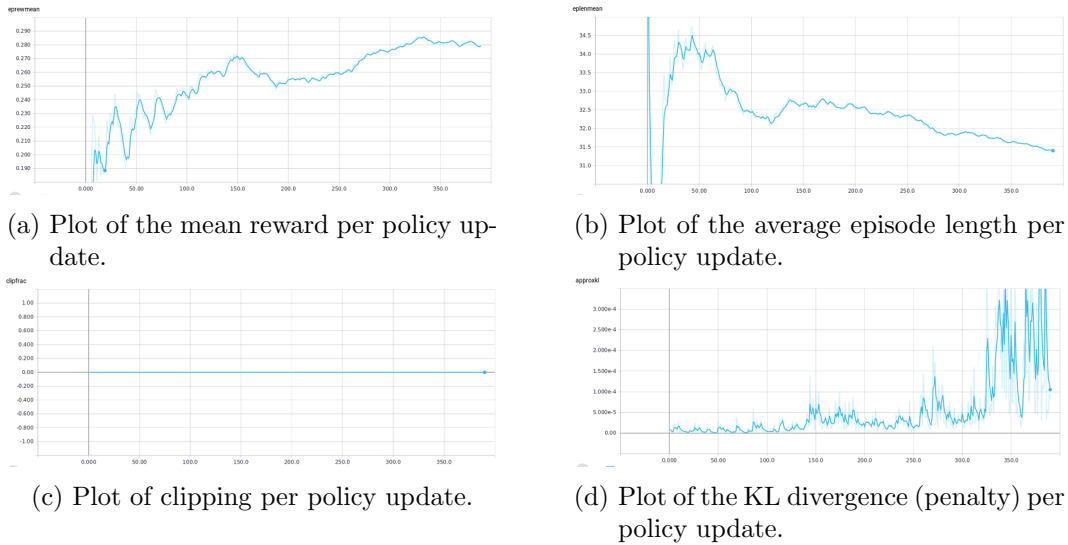 eprewmean
0.290
0.280
0.270
0.260
0.250
0.240
0.230
0.220
0.210
0.200
0.190
0.000 50.00 100.0 150.0 200.0 250.0 300.0 350.0
(a) Plot of the mean reward per policy up-
date.
eplenmean
34.5
34.0
33.5
33.0
32.5
32.0
31.5
31.0
0.000 50.00 100.0 150.0 200.0 250.0 300.0 350.0
(b) Plot of the average episode length per
policy update.
clipfrac
1.00
0.800
0.600
0.400
0.200
0.00
-0.200
-0.400
-0.600
-0.800
-1.00
0.000 50.00 100.0 150.0 200.0 250.0 300.0 350.0
(c) Plot of clipping per policy update.
approxkl
3.000e-4
2.500e-4
2.000e-4
1.500e-4
1.000e-4
5.000e-5
0.00
0.000 50.00 100.0 150.0 200.0 250.0 300.0 350.0
(d) Plot of the KL divergence (penalty) per
policy update.